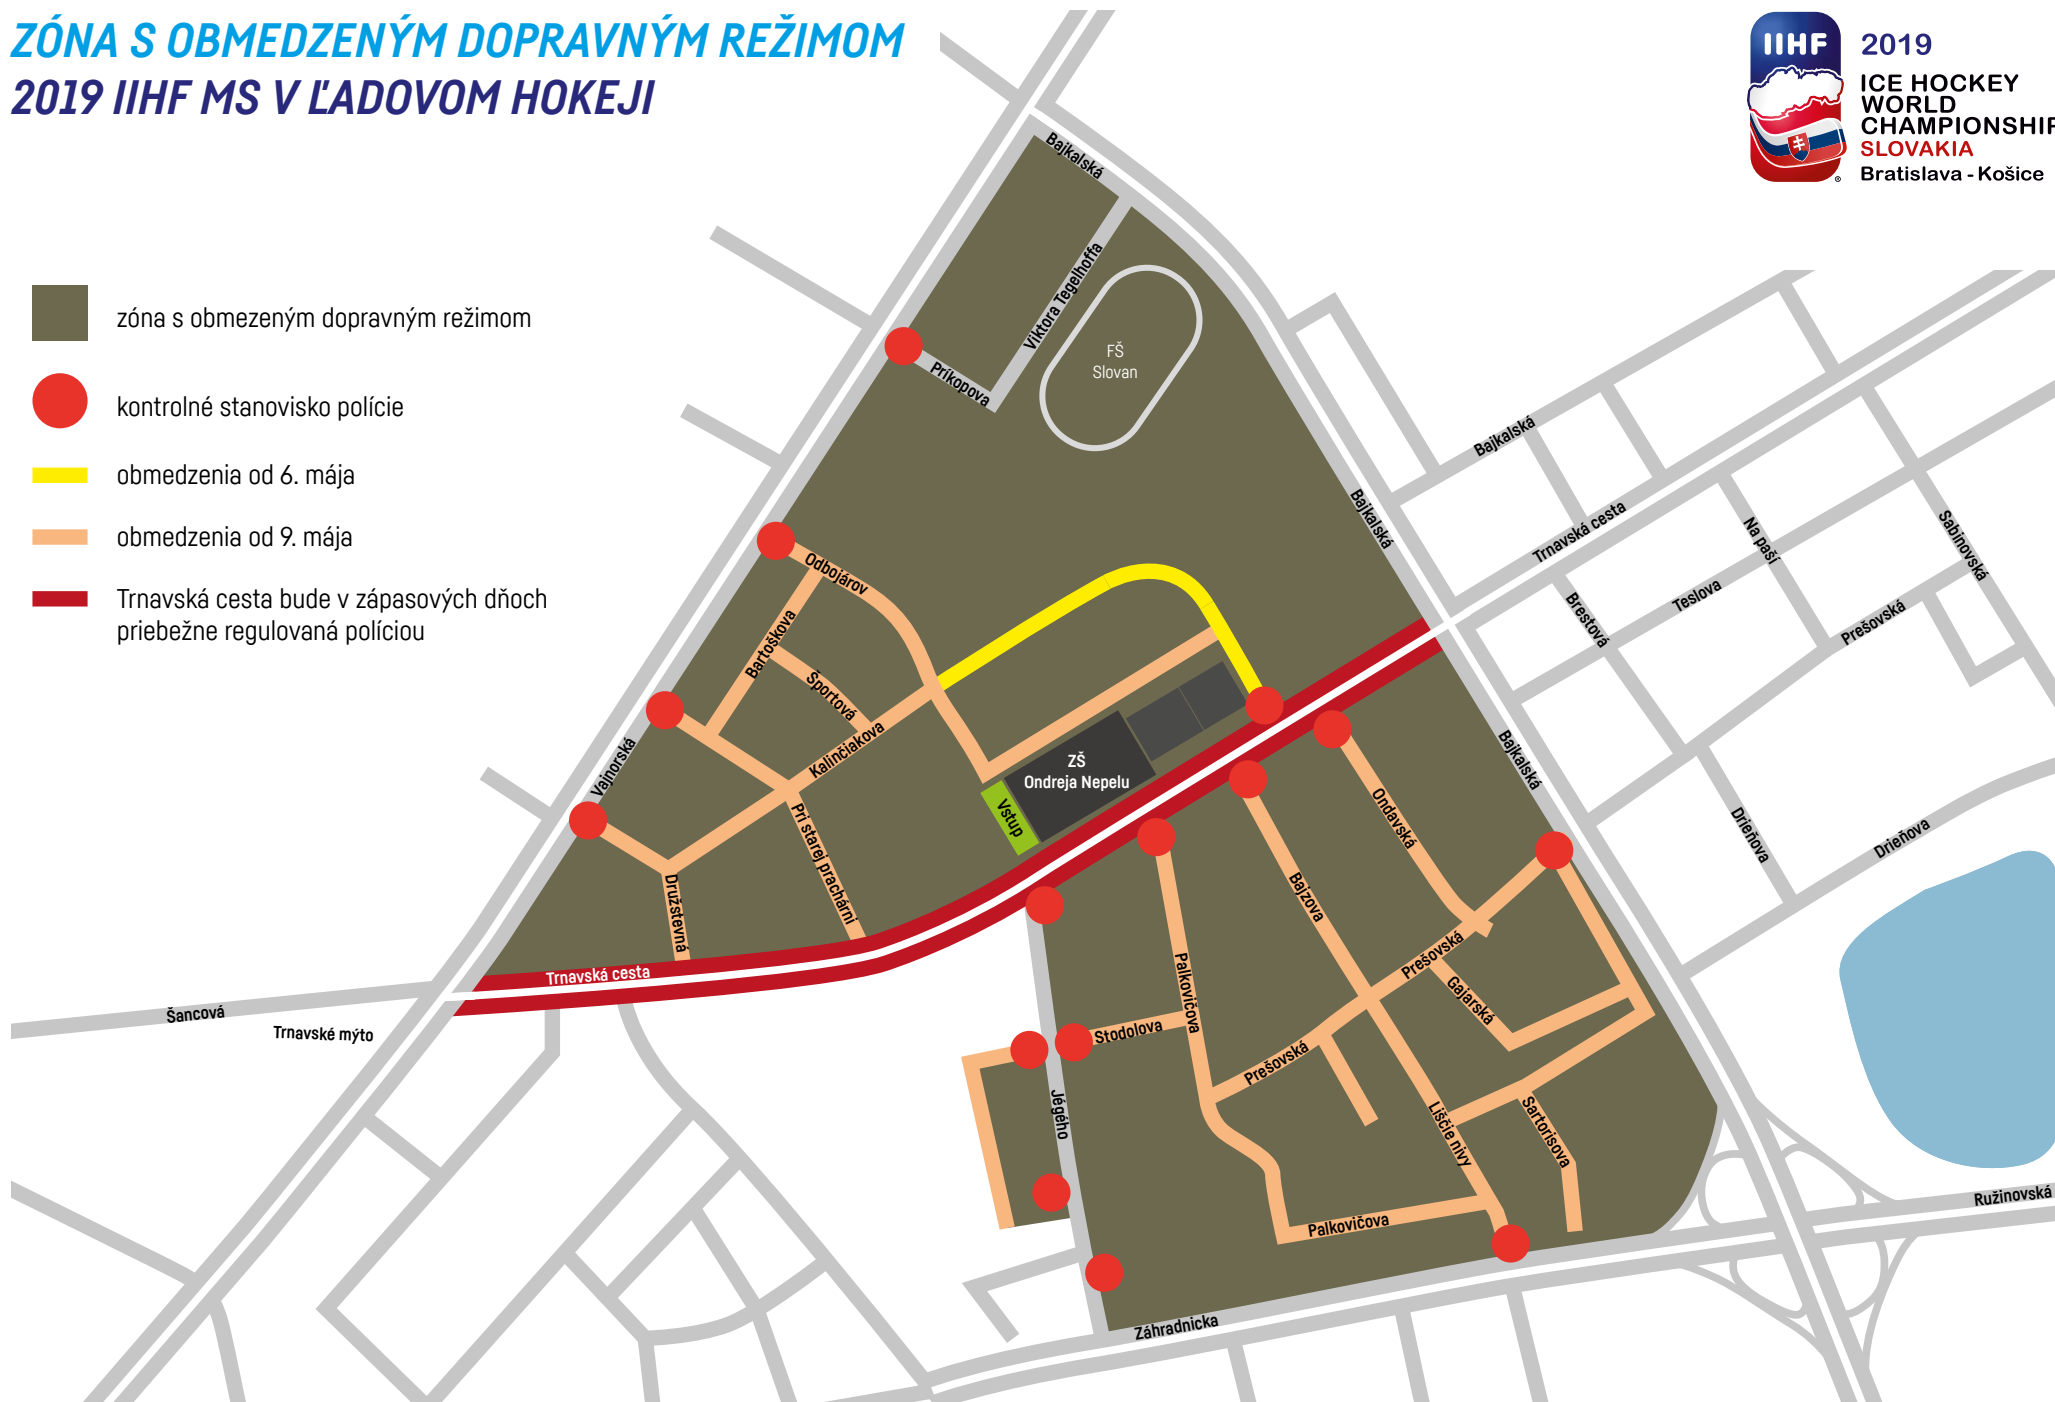 ZÓNA S OBMEDZENÝM DOPRAVNÝM REŽIMOM
2019 IIHF MS V ĽADOVOM HOKEJI
IIHF
2019
ICE HOCKEY
WORLD
CHAMPIONSHIP
SLOVAKIA
Bratislava - Košice
®
zóna s obmezeným dopravným režimom
kontrolné stanovisko polície
obmedzenia od 6. mája
obmedzenia od 9. mája
Trnavská cesta bude v zápasových dňoch
priebežne regulovaná políciou
Bajkalská
Viktora Tegelhoffa
Príkopova
FŠ
Slovan
Bajkalská
Bajkalská
Trnavská cesta
Na paši
Sabinovská
Teslova
Brestová
Prešovská
Odbojárov
Bartoškova
Športová
Kalinčiakova
Vajnorská
Pri starej prachárni
Družstevná
ZŠ
Ondreja Nepelu
Vstup
Bajkalská
Ondavská
Bajzova
Drieňova
Drieňova
Trnavská cesta
Šancová
Trnavské mýto
Palkovičova
Prešovská
Gajarská
Stodolova
Prešovská
Jégého
Liščie nivy
Sartorisova
Palkovičova
Ružinovská
Záhradnicka